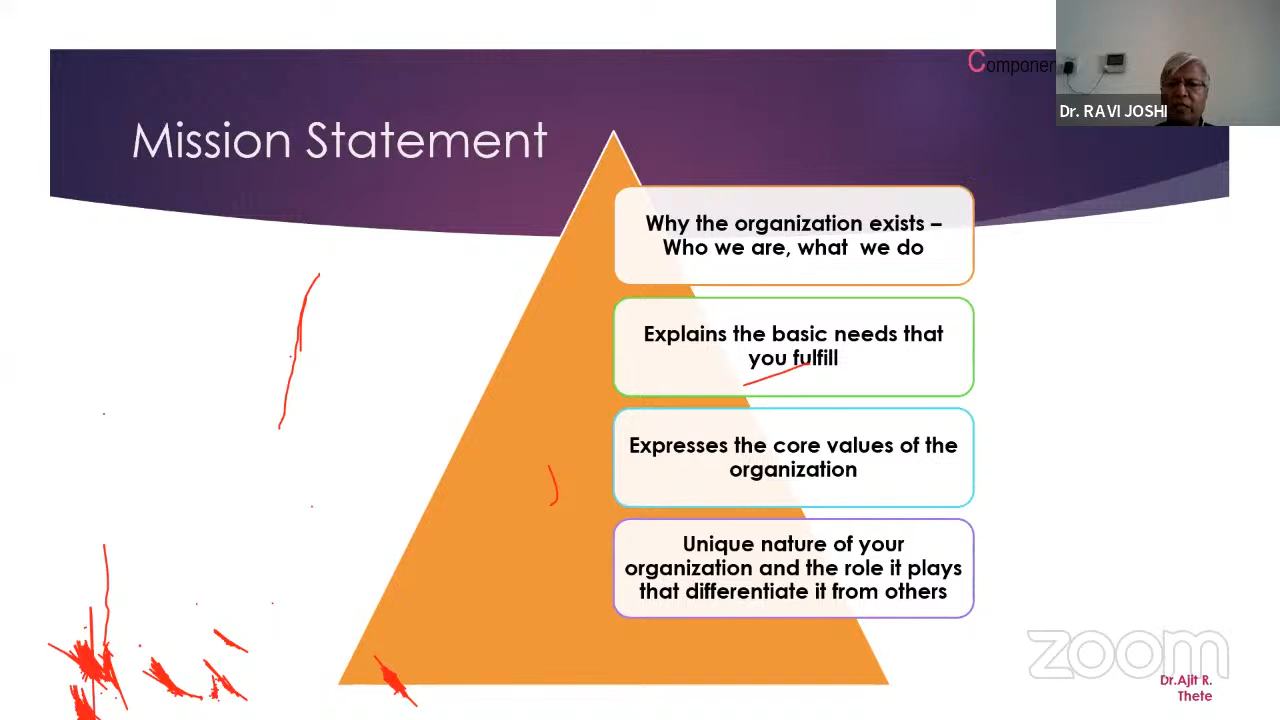 Componen
Dr. RAVI JOSHI
Mission Statement
Why the organization exists –
Who we are, what we do
Explains the basic needs that
you fulfill
Expresses the core values of the
organization
Unique nature of your
organization and the role it plays
that differentiate it from others
zoom
Dr.Ajit R.
Thete